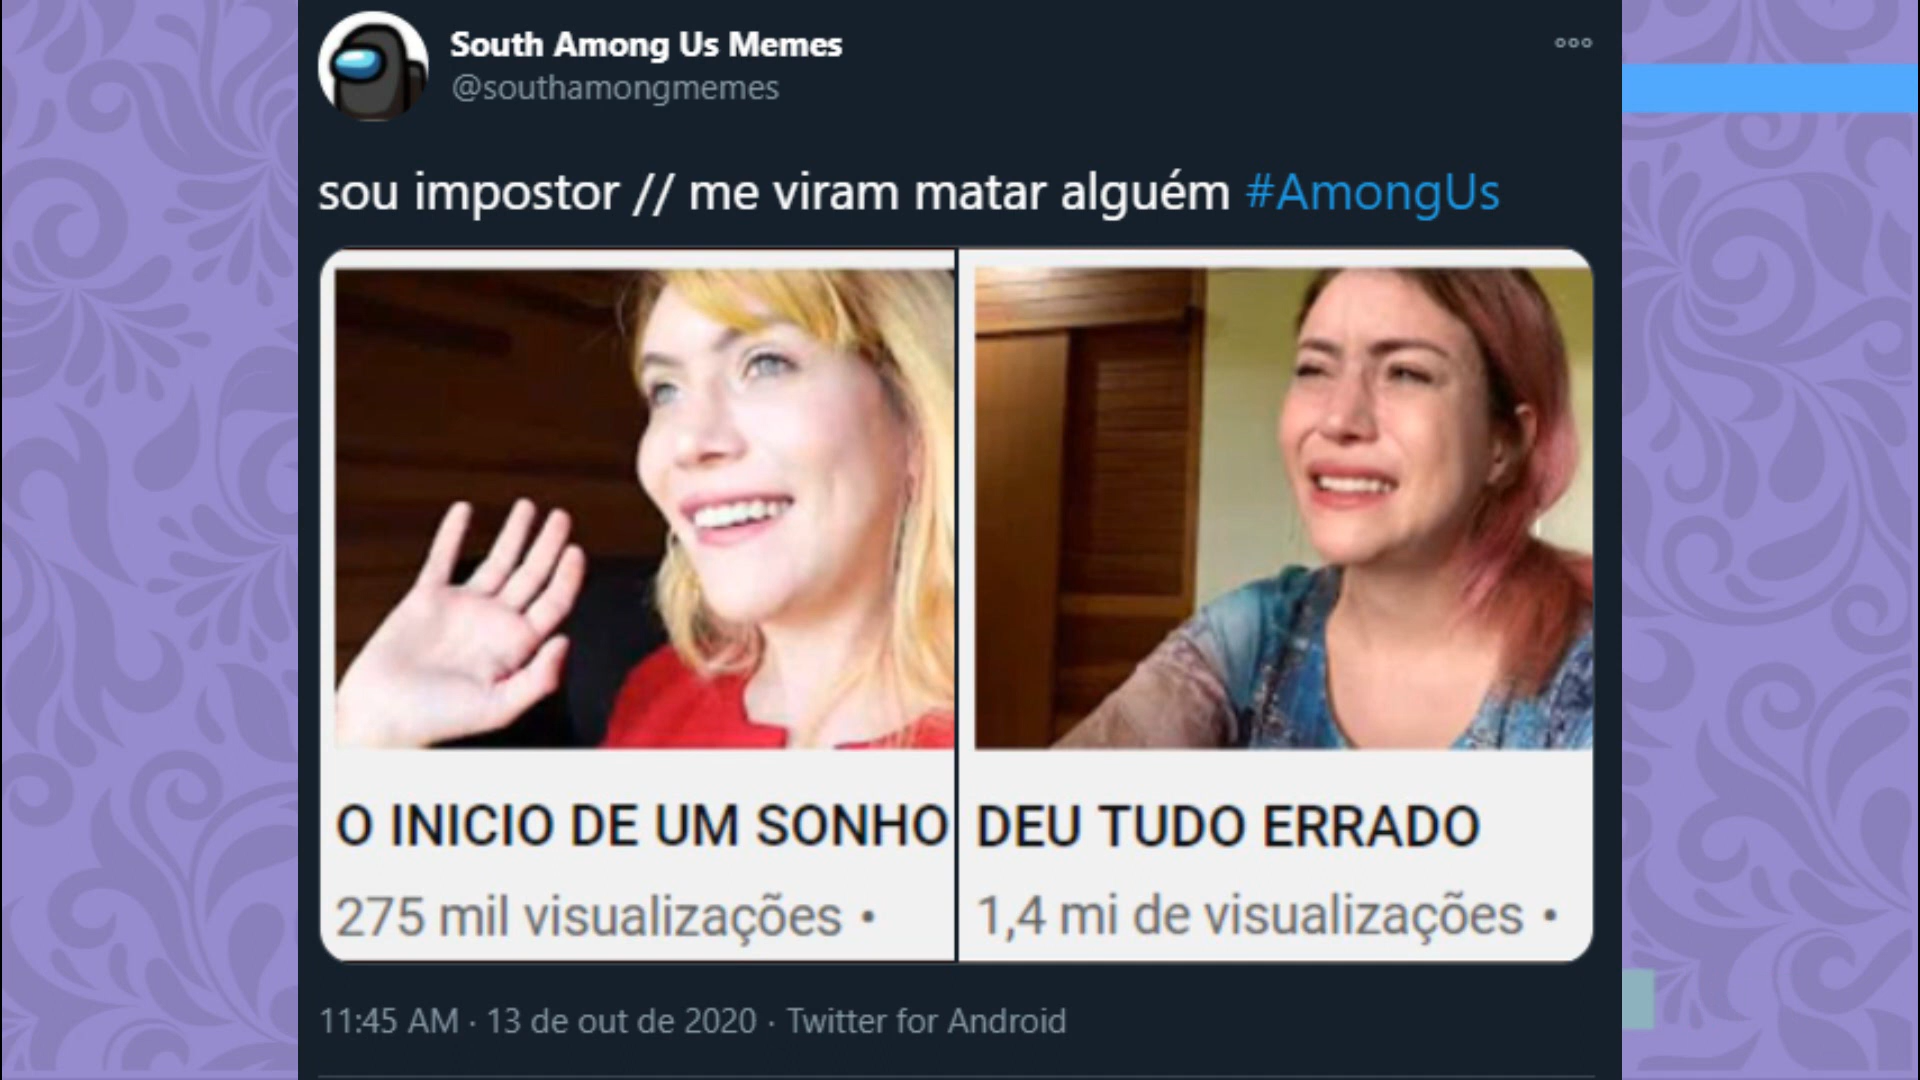 South Among Us Memes
@southamongmemes
sou impostor // me viram matar alguém #AmongUs
O INICIO DE UM SONHO
275 mil visualizações •
DEU TUDO ERRADO
1,4 mi de visualizações •
11:45 AM · 13 de out de 2020 · Twitter for Android